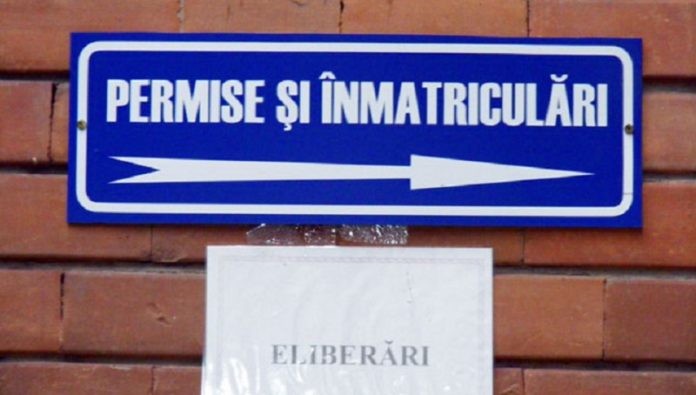 PERMISE ŞI ÎNMATRICULĂRI
ELIBERĂRI